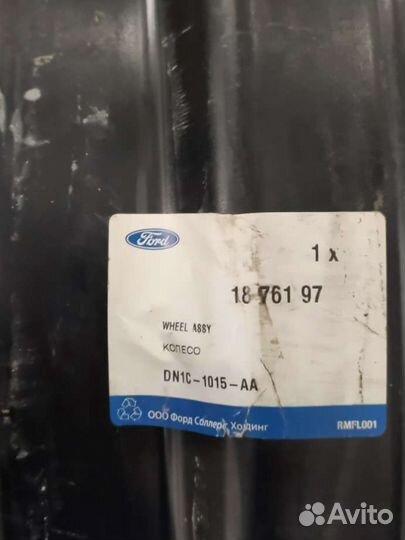 Ford
1 x
18 761 97
WHEEL ASSY
КОЛЕСО
DN1C-1015-AA
ООО Форд Соллерс Холдинг
RMFL001
Avito